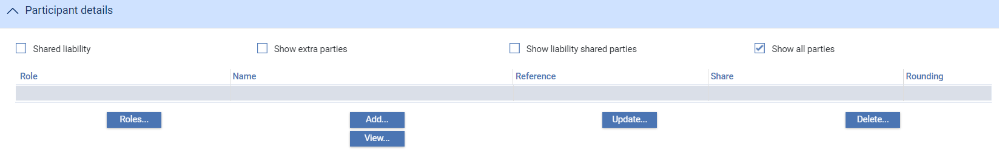 Participant details
Shared liability Show extra parties Show liability shared parties Show all parties
Role Name Reference Share Rounding
Roles... Add... Update... Delete...
View...